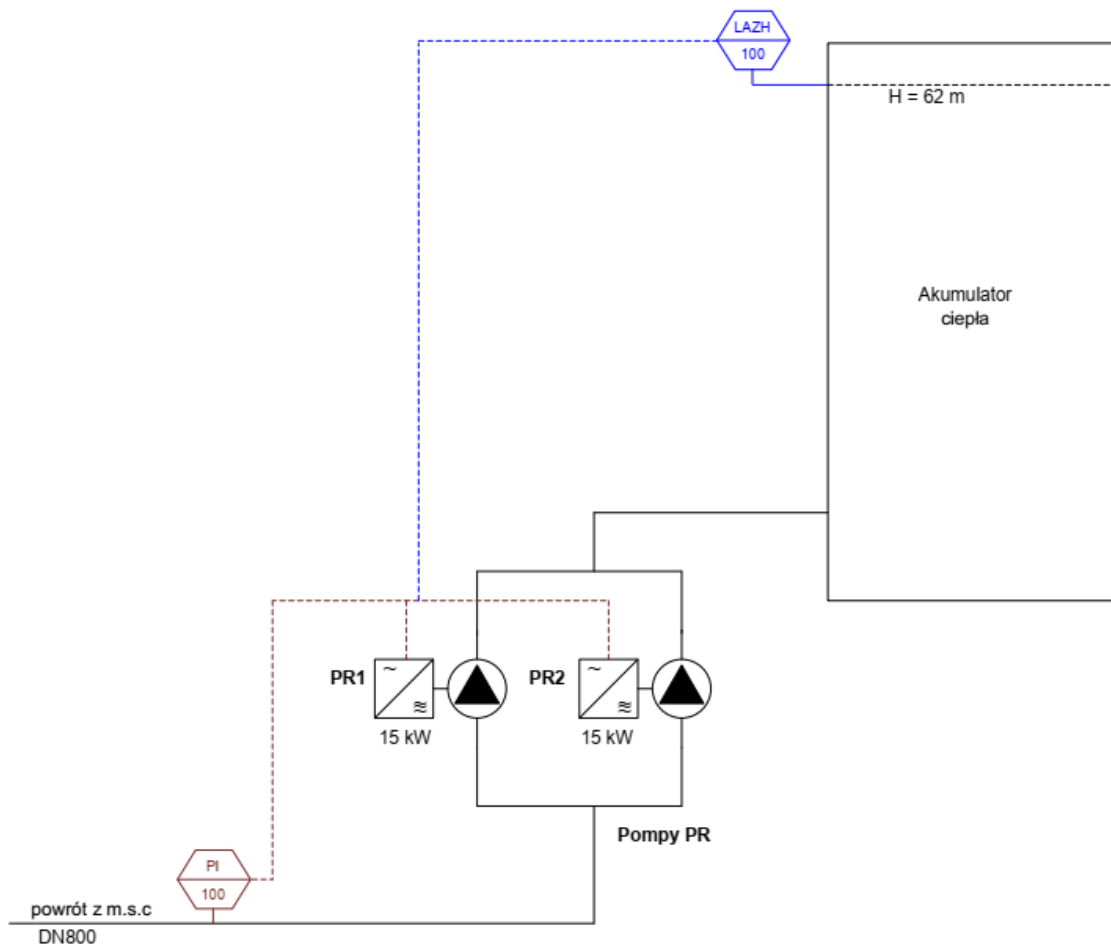 LAZH
100
H = 62 m
Akumulator
ciepła
PR1
~
≋
15 kW
PR2
~
≋
15 kW
Pompy PR
PI
100
powrót z m.s.c
DN800